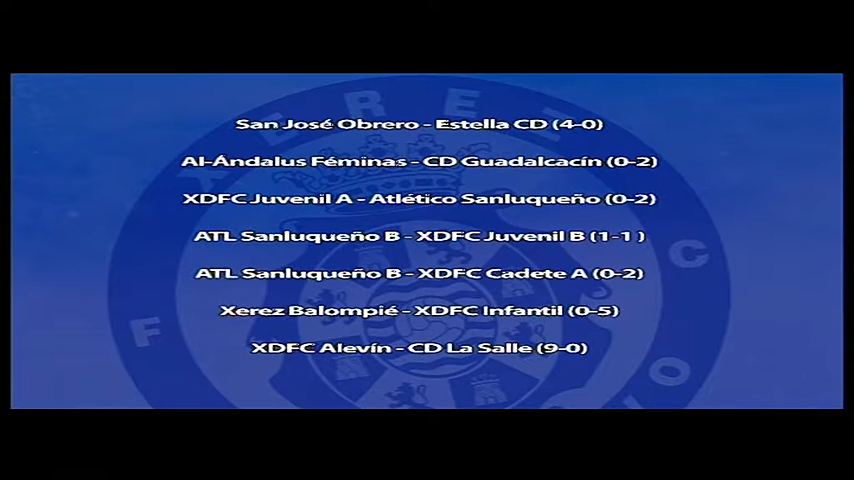 San José Obrero - Estella CD (4-0)
Al-Ándalus Féminas - CD Guadalcacín (0-2)
XDFC Juvenil A - Atlético Sanluqueño (0-2)
ATL Sanluqueño B - XDFC Juvenil B (1-1 )
ATL Sanluqueño B - XDFC Cadete A (0-2)
Xerez Balompié - XDFC Infantil (0-5)
XDFC Alevín - CD La Salle (9-0)
XEREZ
F C